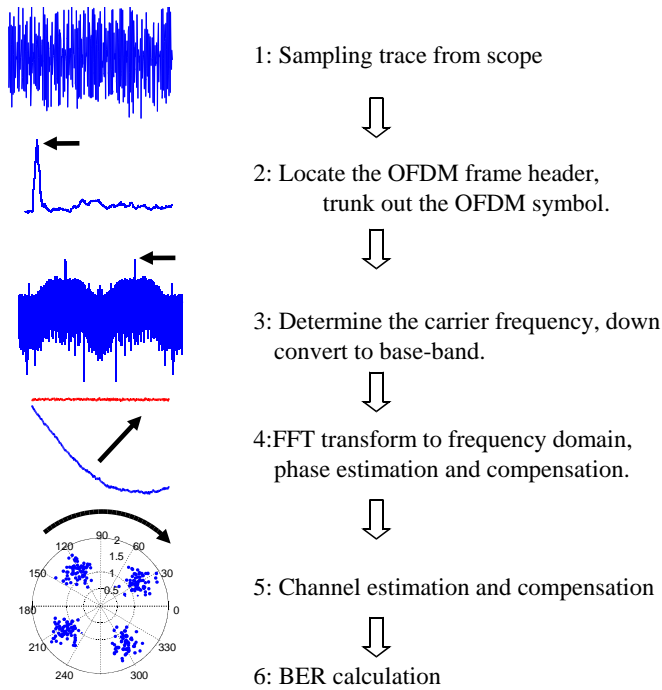 1: Sampling trace from scope
2: Locate the OFDM frame header,
trunk out the OFDM symbol.
3: Determine the carrier frequency, down
convert to base-band.
4:FFT transform to frequency domain,
phase estimation and compensation.
90
2
120
60
1.5
150
1
30
0.5
180
0
210
330
240
300
5: Channel estimation and compensation
6: BER calculation